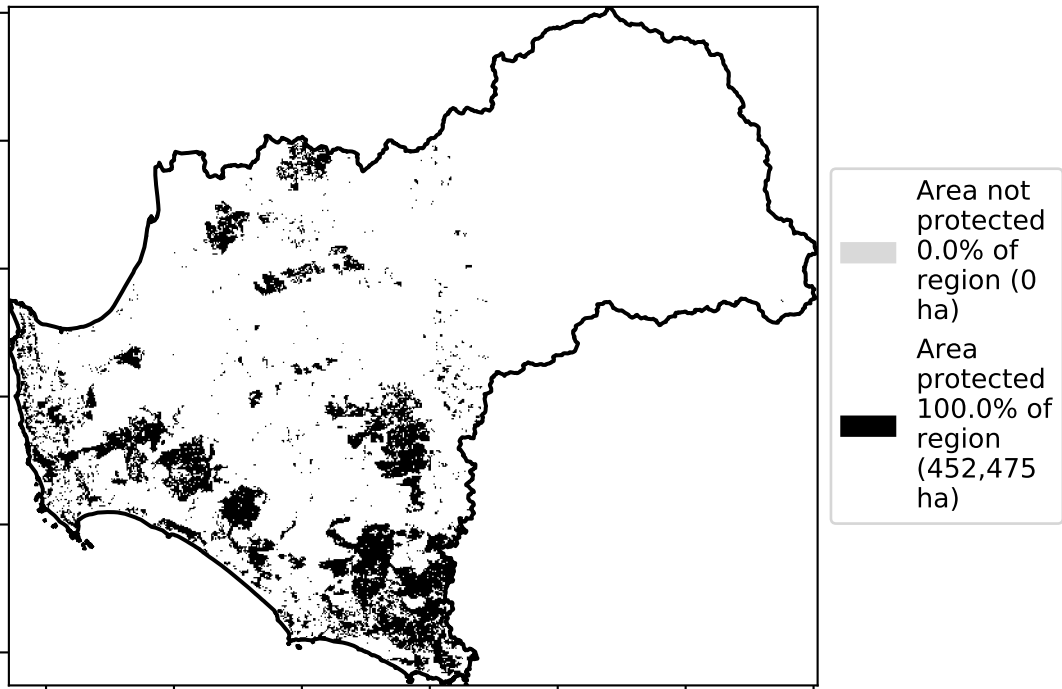 Area not
protected
0.0% of
region (0
ha)
Area
protected
100.0% of
region
(452,475
ha)